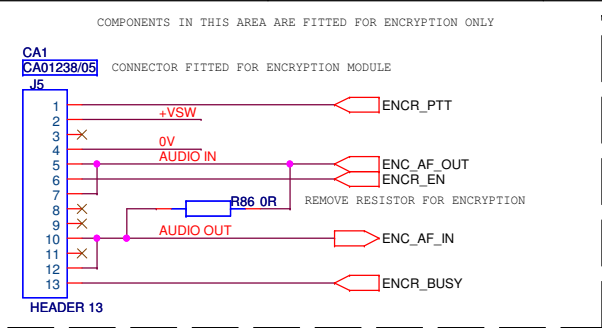 COMPONENTS IN THIS AREA ARE FITTED FOR ENCRYPTION ONLY
CA1
CA01238/05 CONNECTOR FITTED FOR ENCRYPTION MODULE
J5
1 ENCR_PTT
+VSW
2
3
0V
4
AUDIO IN
5 ENC_AF_OUT
6 ENCR_EN
7
R86 0R REMOVE RESISTOR FOR ENCRYPTION
8
9
AUDIO OUT
10 ENC_AF_IN
11
12
13 ENCR_BUSY
HEADER 13